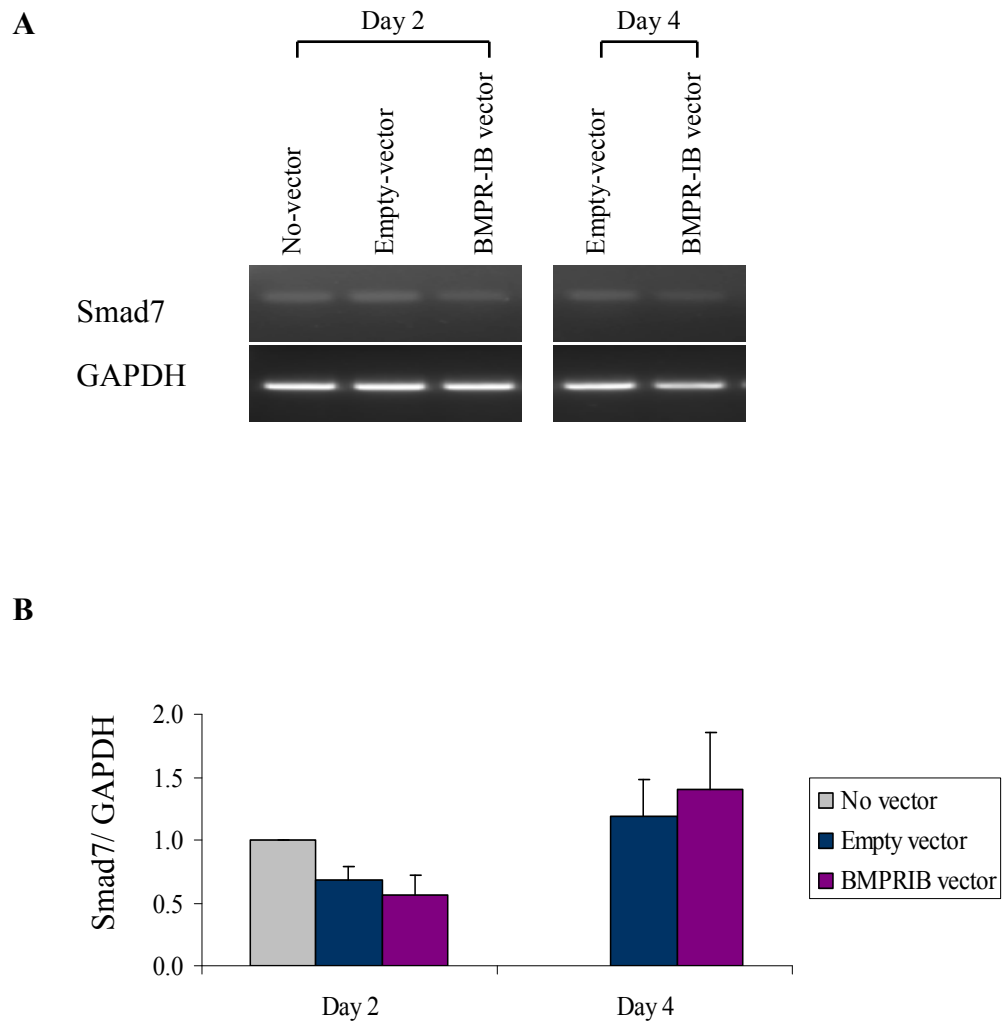 A
Day 2
Day 4
No-vector
Empty-vector
BMPR-IB vector
Empty-vector
BMPR-IB vector
Smad7
GAPDH
B
Smad7/ GAPDH
2.0
1.5
1.0
0.5
0.0
Day 2
Day 4
No vector
Empty vector
BMPRIB vector